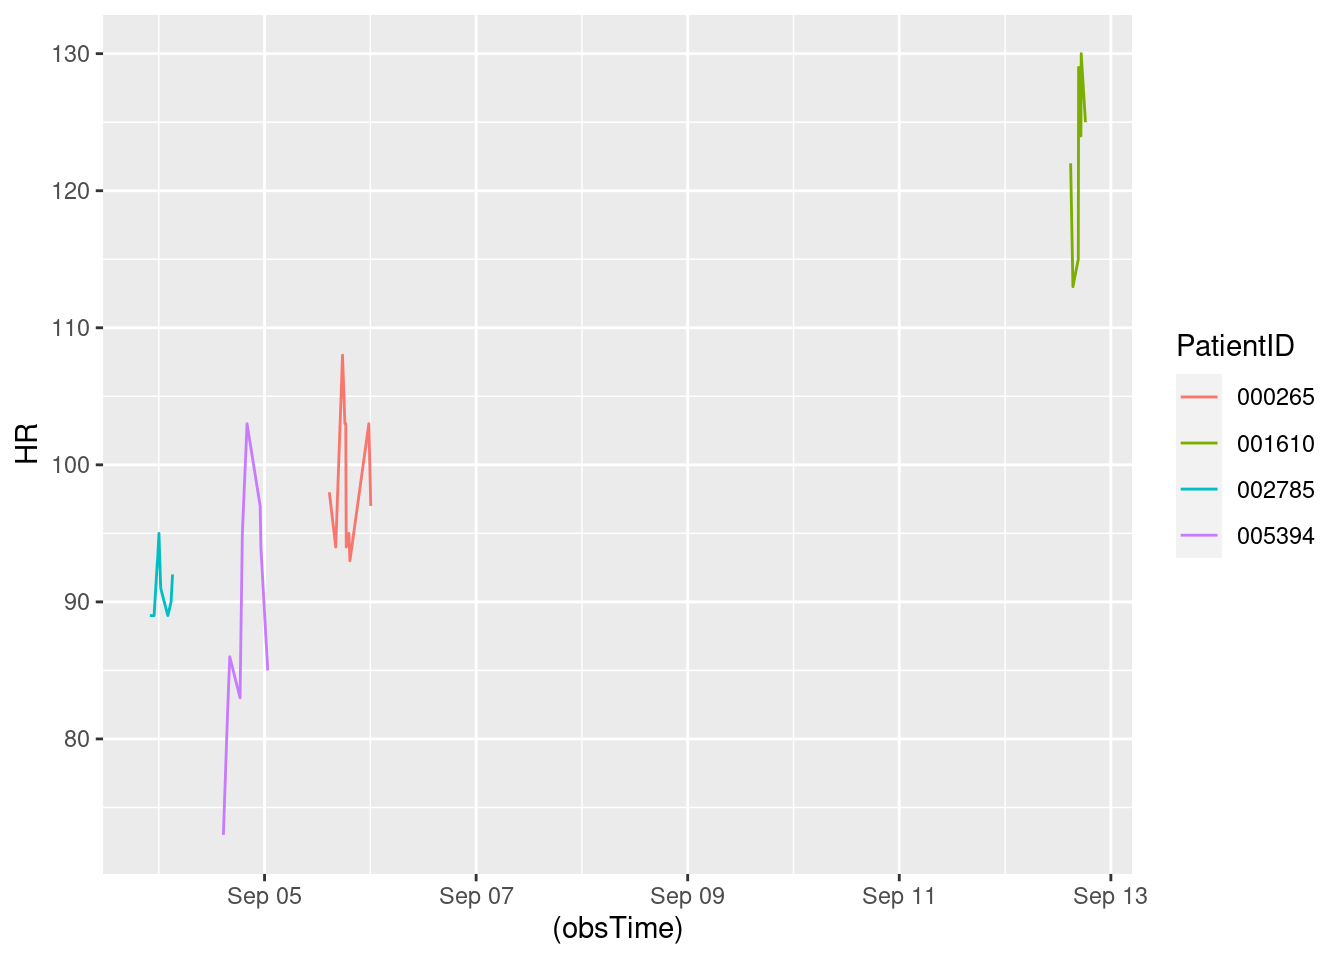 130
120
110
100
90
80
HR
Sep 05
Sep 07
Sep 09
Sep 11
Sep 13
(obsTime)
PatientID
000265
001610
002785
005394